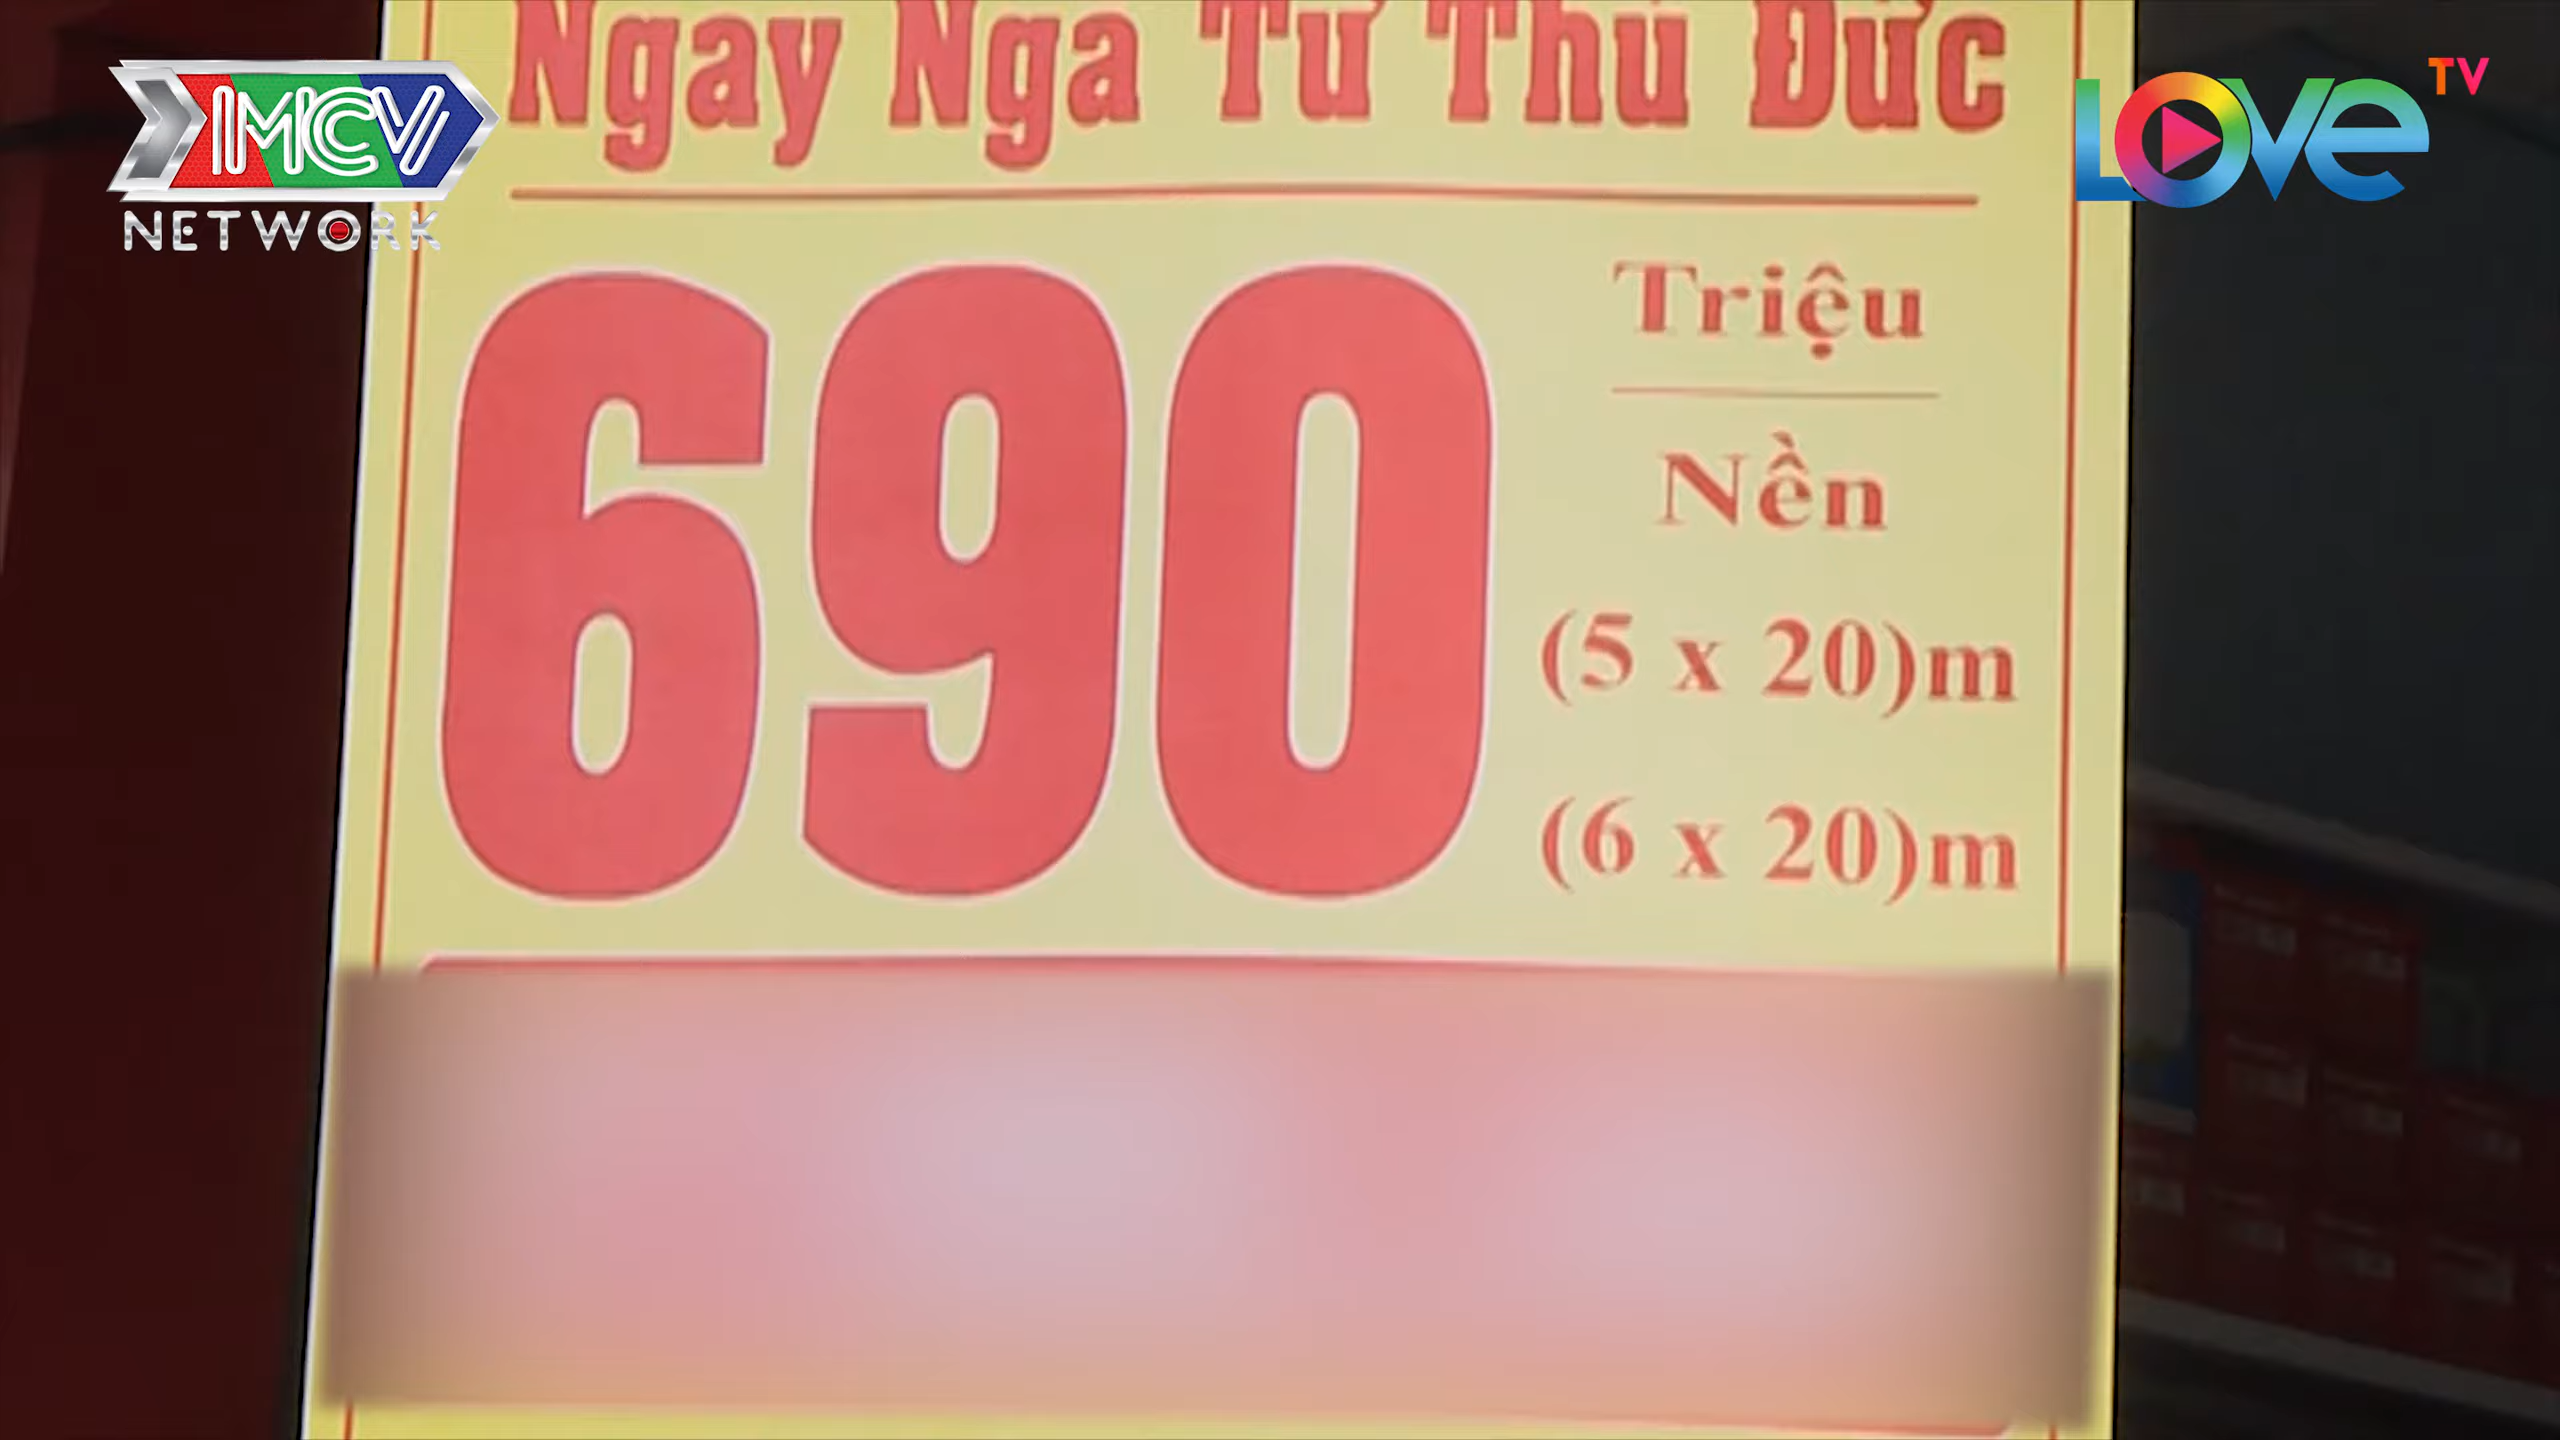 Ngay Ngã Tư Thủ Đức
MCV
NETWORK
LOVE TV
690
Triệu
Nền
(5 x 20)m
(6 x 20)m